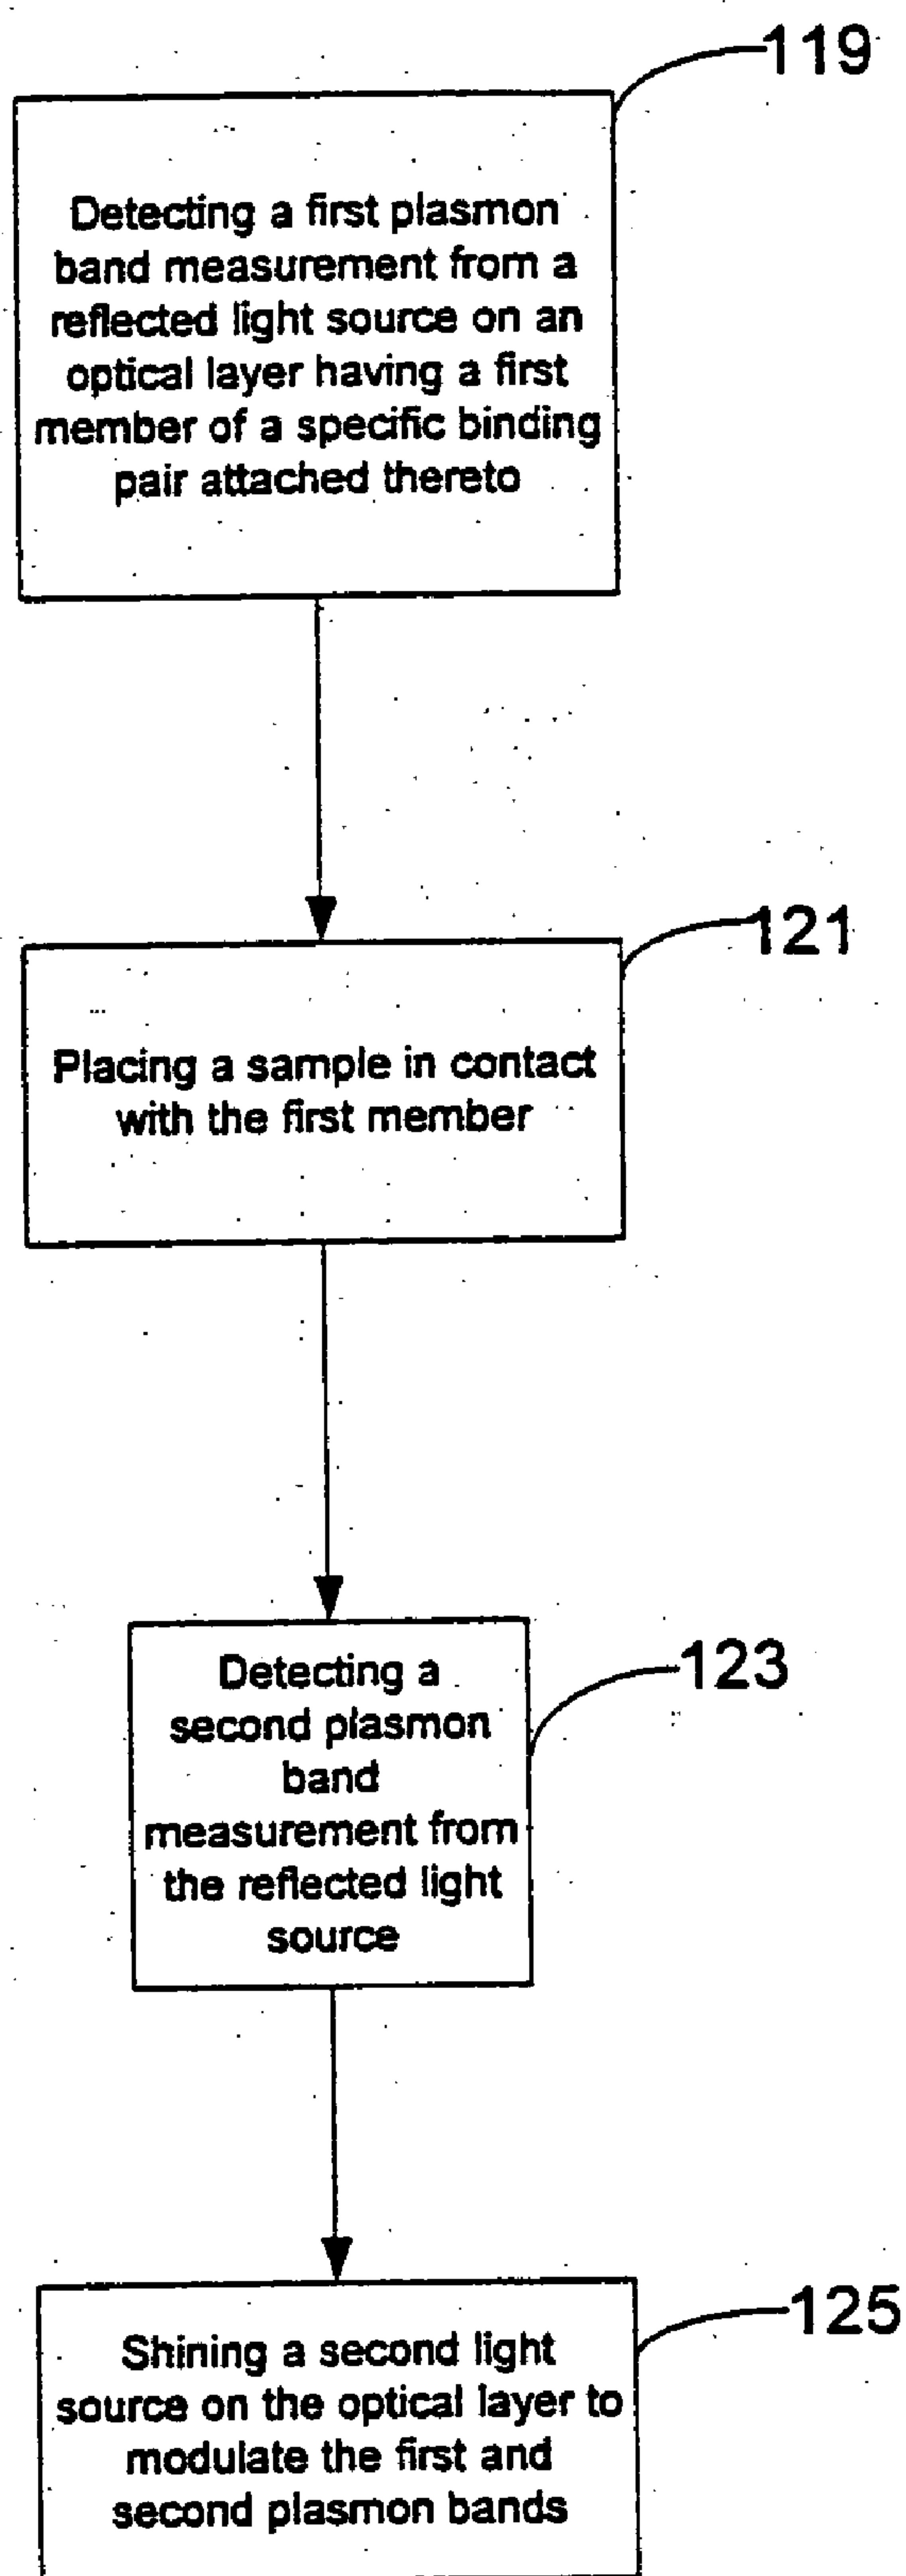 119
Detecting a first plasmon
band measurement from a
reflected light source on an
optical layer having a first
member of a specific binding
pair attached thereto
121
Placing a sample in contact
with the first member
123
Detecting a
second plasmon
band
measurement from
the reflected light
source
125
Shining a second light
source on the optical layer to
modulate the first and
second plasmon bands